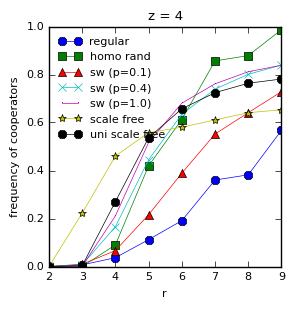 z = 4
1.0
0.8
0.6
0.4
0.2
0.0
frequency of cooperators
regular
homo rand
sw (p=0.1)
sw (p=0.4)
sw (p=1.0)
scale free
uni scale free
2 3 4 5 6 7 8 9
r